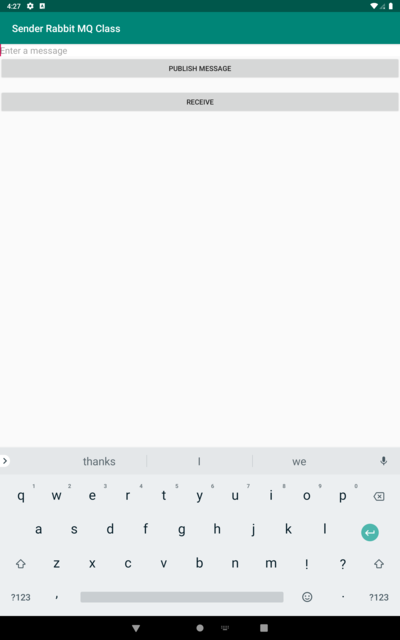 4:27
Sender Rabbit MQ Class
Enter a message
PUBLISH MESSAGE
RECEIVE
thanks I we
1 2 3 4 5 6 7 8 9 0
q w e r t y u i o p
a s d f g h j k l
z x c v b n m ! ?
?123 , . ?123